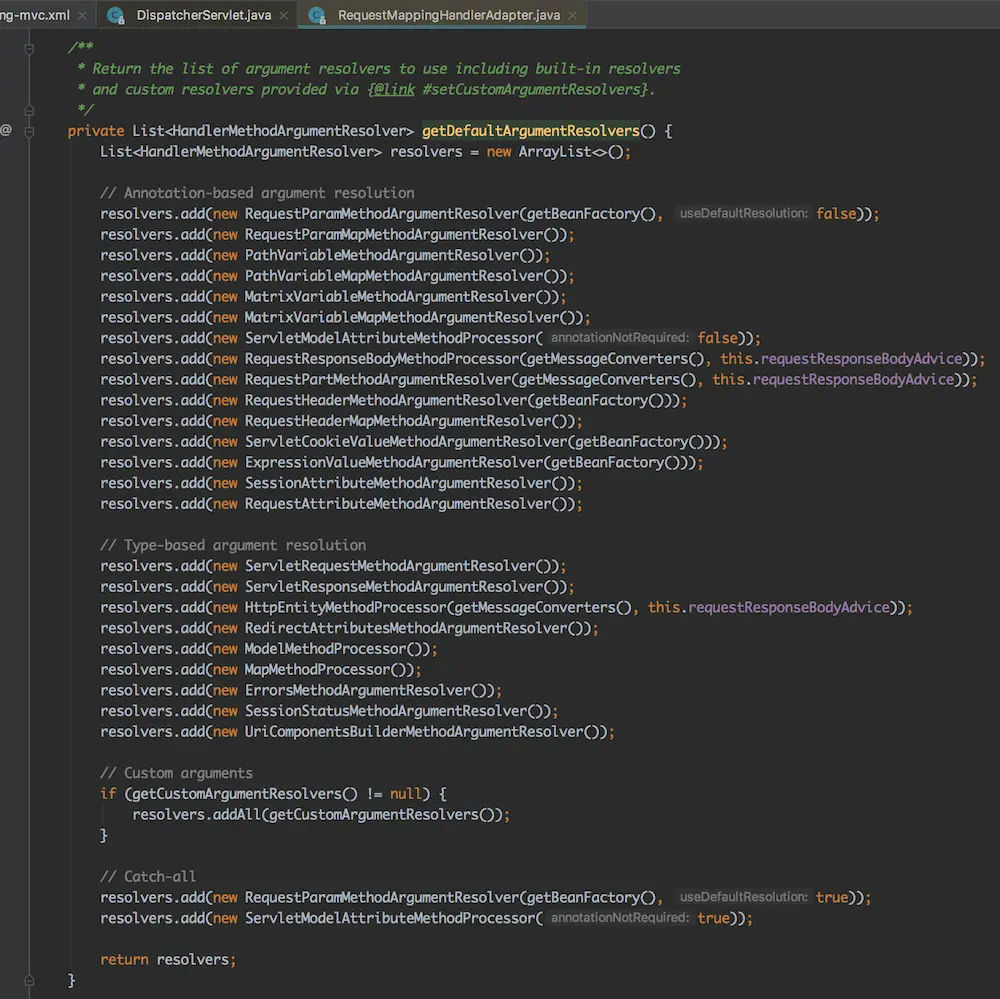 ng-mvc.xml × DispatcherServlet.java × RequestMappingHandlerAdapter.java ×
/**
* Return the list of argument resolvers to use including built-in resolvers
* and custom resolvers provided via {@link #setCustomArgumentResolvers}.
*/
@ private List<HandlerMethodArgumentResolver> getDefaultArgumentResolvers() {
List<HandlerMethodArgumentResolver> resolvers = new ArrayList<>();
// Annotation-based argument resolution
resolvers.add(new RequestParamMethodArgumentResolver(getBeanFactory(), useDefaultResolution: false));
resolvers.add(new RequestParamMapMethodArgumentResolver());
resolvers.add(new PathVariableMethodArgumentResolver());
resolvers.add(new PathVariableMapMethodArgumentResolver());
resolvers.add(new MatrixVariableMethodArgumentResolver());
resolvers.add(new MatrixVariableMapMethodArgumentResolver());
resolvers.add(new ServletModelAttributeMethodProcessor( annotationNotRequired: false));
resolvers.add(new RequestResponseBodyMethodProcessor(getMessageConverters(), this.requestResponseBodyAdvice));
resolvers.add(new RequestPartMethodArgumentResolver(getMessageConverters(), this.requestResponseBodyAdvice));
resolvers.add(new RequestHeaderMethodArgumentResolver(getBeanFactory()));
resolvers.add(new RequestHeaderMapMethodArgumentResolver());
resolvers.add(new ServletCookieValueMethodArgumentResolver(getBeanFactory()));
resolvers.add(new ExpressionValueMethodArgumentResolver(getBeanFactory()));
resolvers.add(new SessionAttributeMethodArgumentResolver());
resolvers.add(new RequestAttributeMethodArgumentResolver());
// Type-based argument resolution
resolvers.add(new ServletRequestMethodArgumentResolver());
resolvers.add(new ServletResponseMethodArgumentResolver());
resolvers.add(new HttpEntityMethodProcessor(getMessageConverters(), this.requestResponseBodyAdvice));
resolvers.add(new RedirectAttributesMethodArgumentResolver());
resolvers.add(new ModelMethodProcessor());
resolvers.add(new MapMethodProcessor());
resolvers.add(new ErrorsMethodArgumentResolver());
resolvers.add(new SessionStatusMethodArgumentResolver());
resolvers.add(new UriComponentsBuilderMethodArgumentResolver());
// Custom arguments
if (getCustomArgumentResolvers() != null) {
resolvers.addAll(getCustomArgumentResolvers());
}
// Catch-all
resolvers.add(new RequestParamMethodArgumentResolver(getBeanFactory(), useDefaultResolution: true));
resolvers.add(new ServletModelAttributeMethodProcessor( annotationNotRequired: true));
return resolvers;
}